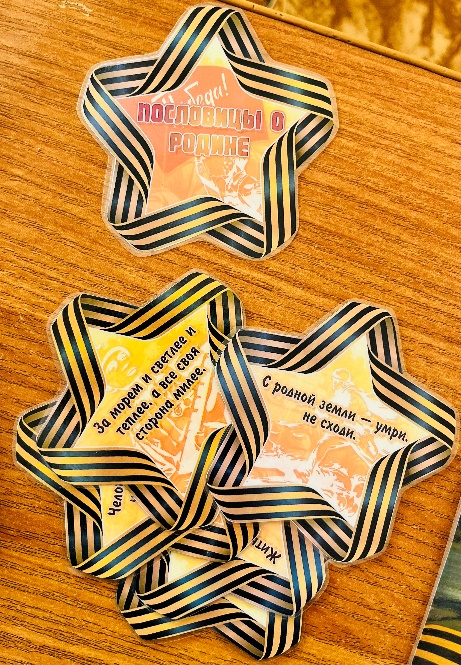 Победа!
ПОСЛОВИЦЫ О
РОДИНЕ
За морем и светлее и
теплее, а все своя
сторона милее.
С родной земли – умри,
не сходи.